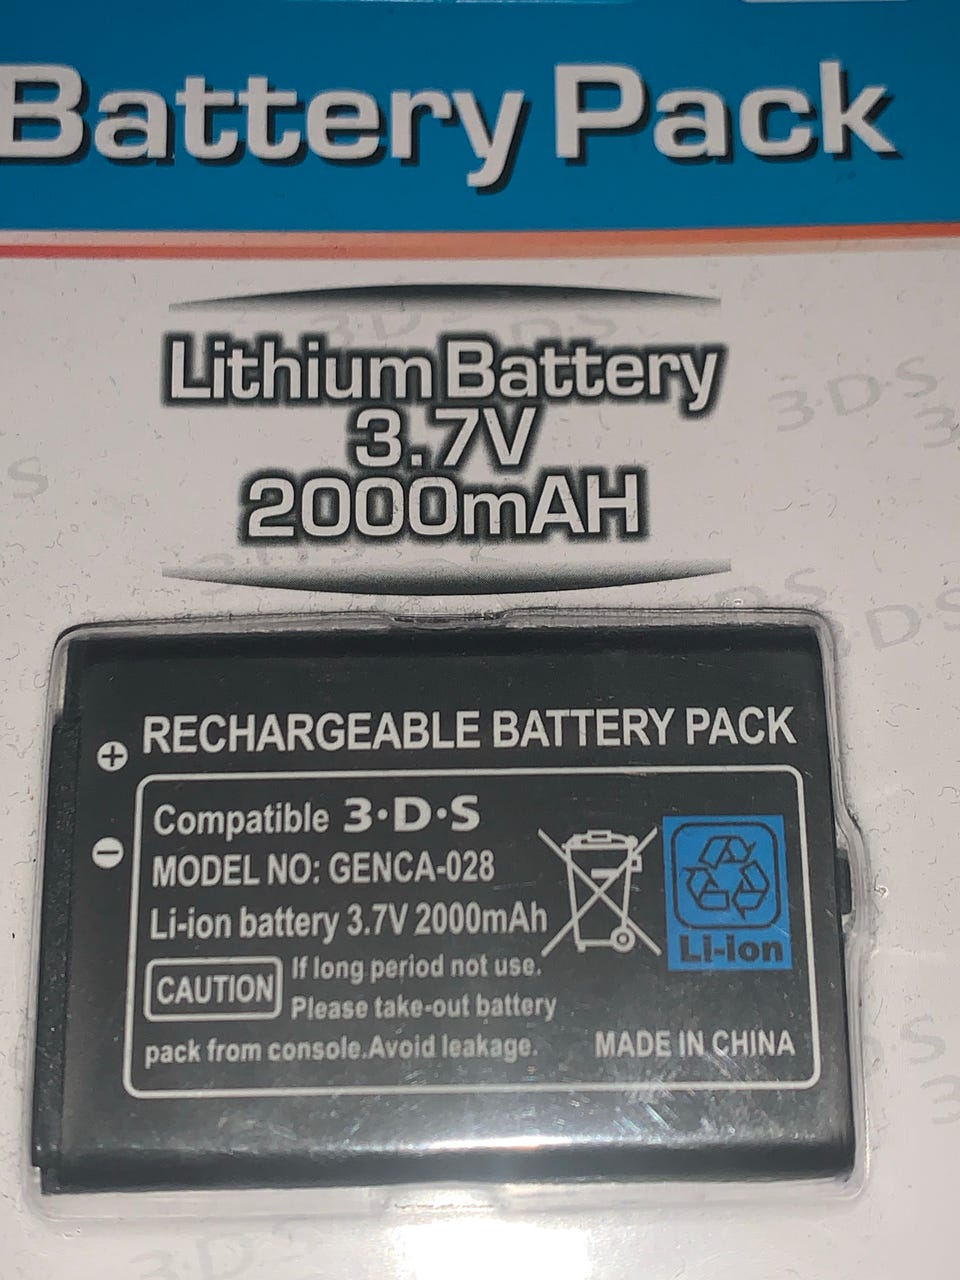 Battery Pack
Lithium Battery
3.7V
2000mAH
3·D·S
RECHARGEABLE BATTERY PACK
Compatible 3·D·S
MODEL NO: GENCA-028
Li-ion battery 3.7V 2000mAh
Li-ion
CAUTION If long period not use.
Please take-out battery
pack from console.Avoid leakage.
MADE IN CHINA